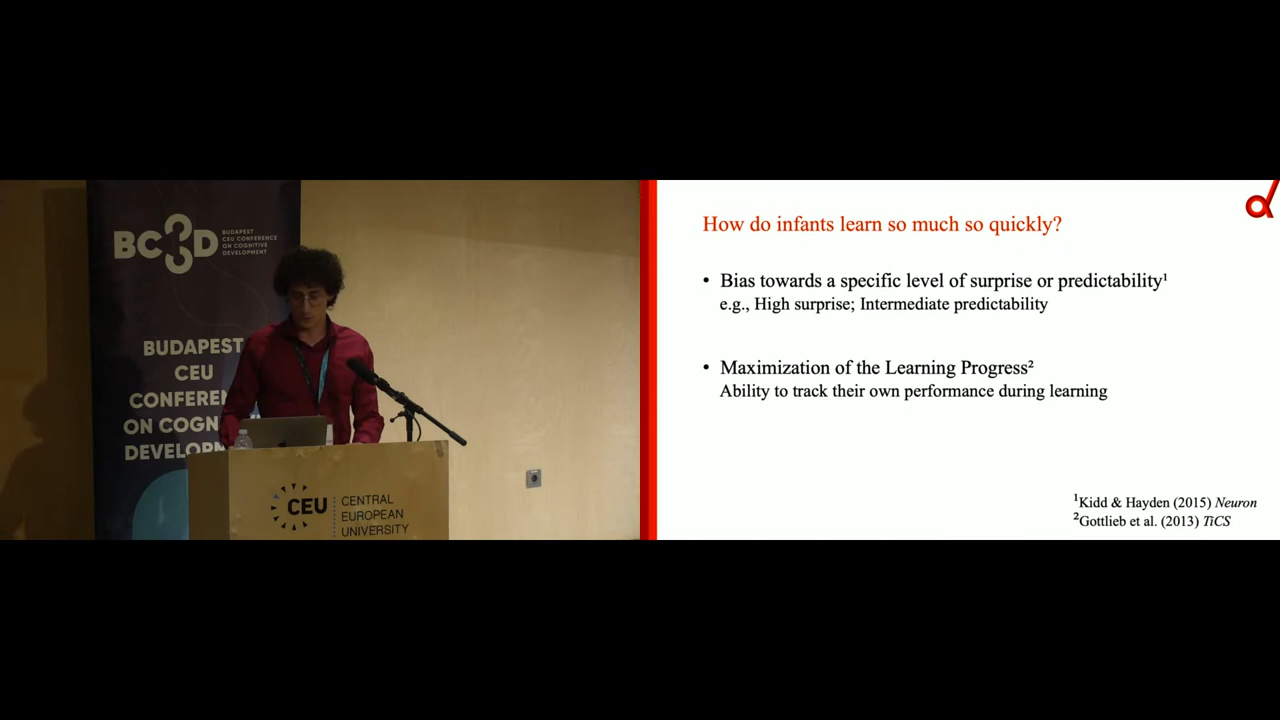 BC3D
BUDAPEST
CEU CONFERENCE
ON COGNITIVE
DEVELOPMENT
BUDAPEST
CEU
CONFEREN
ON COGN
DEVELOPM
CEU
CENTRAL
EUROPEAN
UNIVERSITY
How do infants learn so much so quickly?
• Bias towards a specific level of surprise or predictability¹
e.g., High surprise; Intermediate predictability
• Maximization of the Learning Progress²
Ability to track their own performance during learning
¹Kidd & Hayden (2015) Neuron
²Gottlieb et al. (2013) TiCS